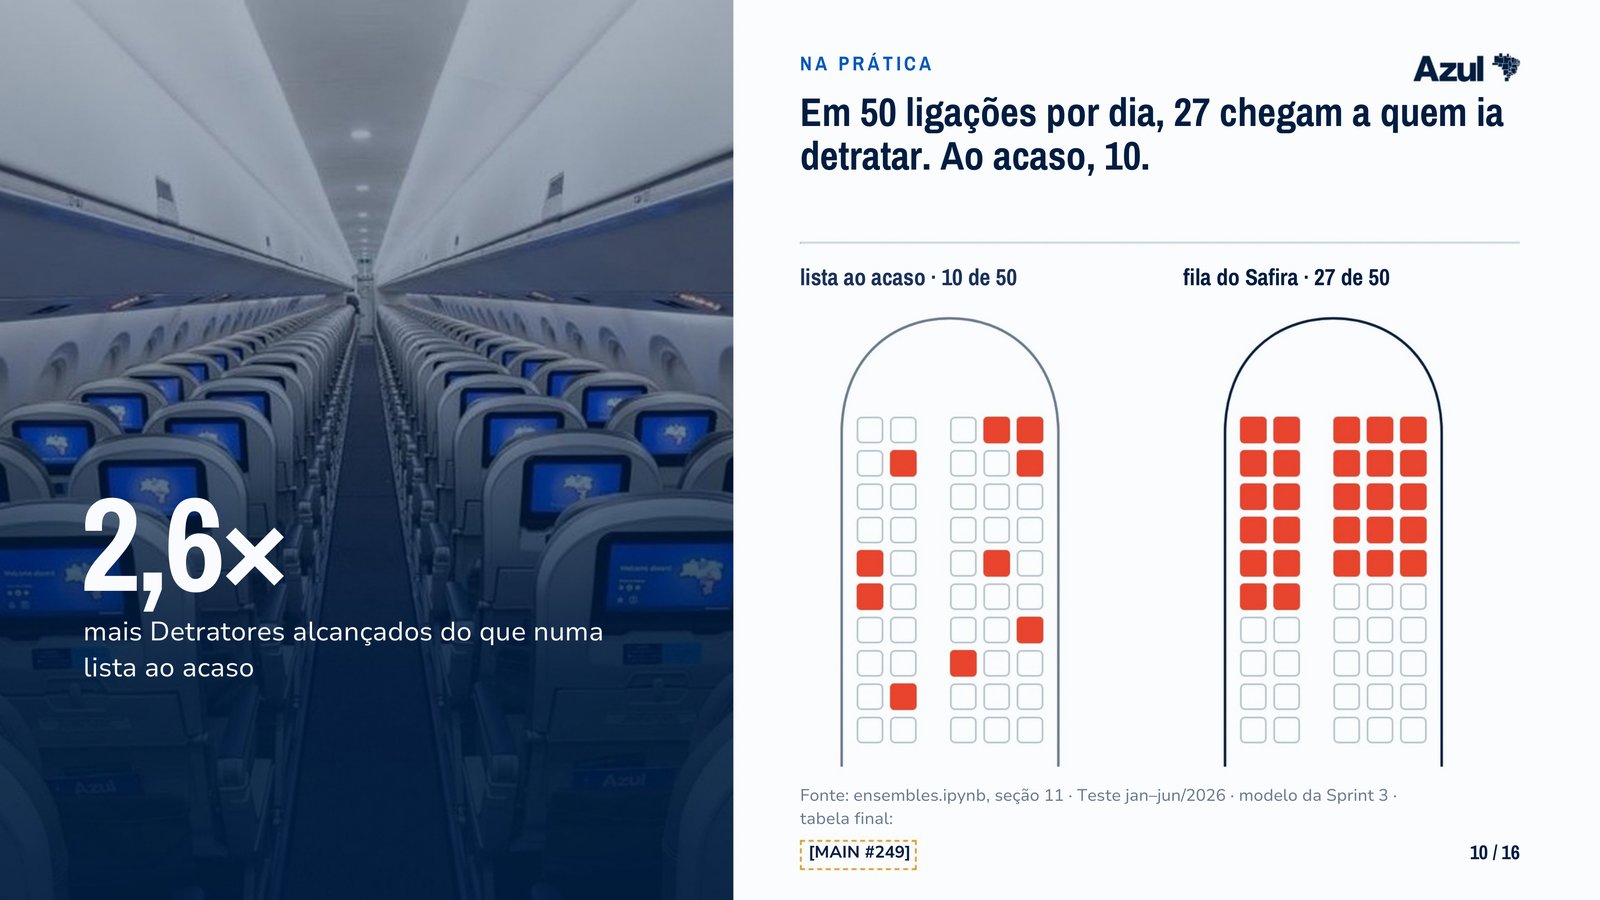 NA PRÁTICA
Azul
Em 50 ligações por dia, 27 chegam a quem ia
detratar. Ao acaso, 10.
lista ao acaso · 10 de 50
fila do Safira · 27 de 50
2,6×
mais Detratores alcançados do que numa
lista ao acaso
Fonte: ensembles.ipynb, seção 11 · Teste jan–jun/2026 · modelo da Sprint 3 ·
tabela final:
[MAIN #249]
10 / 16
Azul
Azul